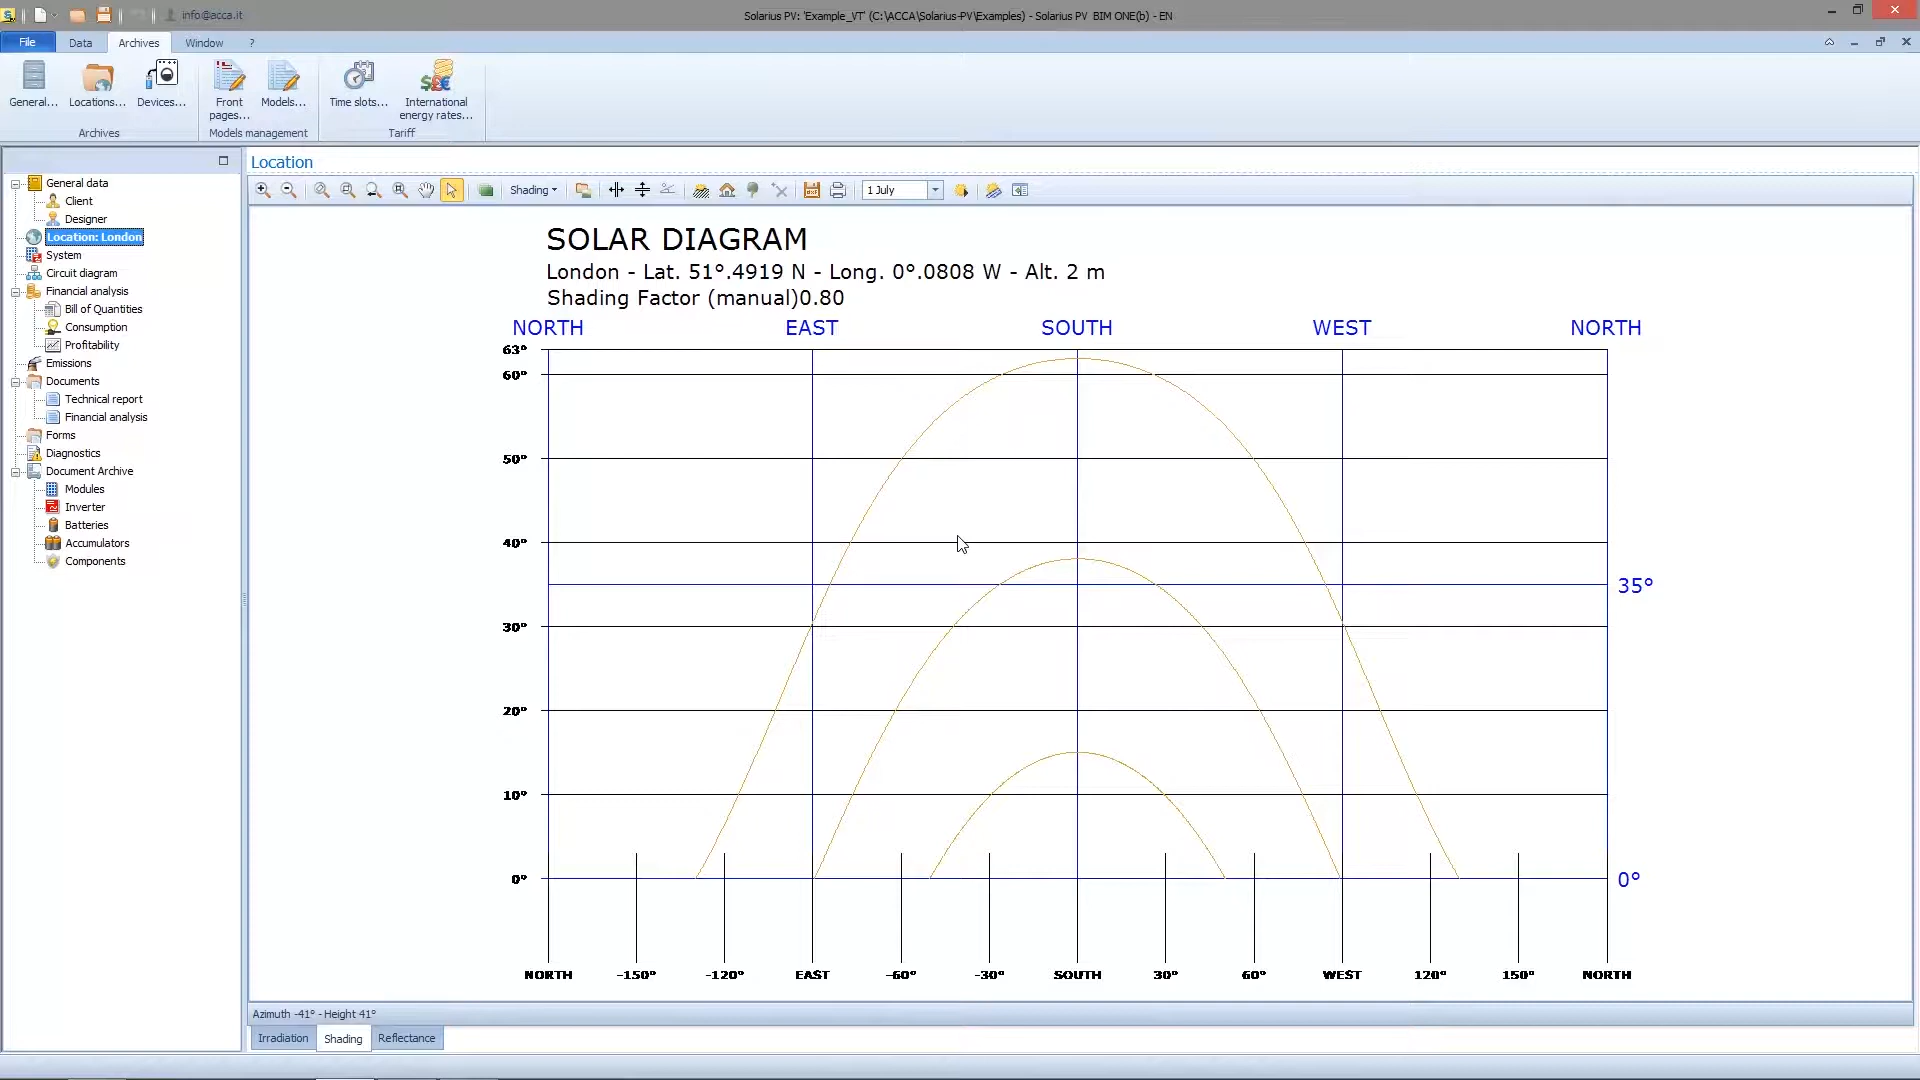 info@acca.it
Solarius PV: 'Example_VT' (C:\ACCA\Solarius-PV\Examples) - Solarius PV BIM ONE(b) - EN
File Data Archives Window ?
General... Locations... Devices... Front pages... Models... Time slots... International energy rates...
Archives Models management Tariff
General data
Client
Designer
Location: London
System
Circuit diagram
Financial analysis
Bill of Quantities
Consumption
Profitability
Emissions
Documents
Technical report
Financial analysis
Forms
Diagnostics
Document Archive
Modules
Inverter
Batteries
Accumulators
Components
Location
Shading 1 July
SOLAR DIAGRAM
London - Lat. 51°.4919 N - Long. 0°.0808 W - Alt. 2 m
Shading Factor (manual)0.80
NORTH EAST SOUTH WEST NORTH
63°
60°
50°
40°
35°
30°
20°
10°
0° 0°
NORTH -150° -120° EAST -60° -30° SOUTH 30° 60° WEST 120° 150° NORTH
Azimuth -41° - Height 41°
Irradiation Shading Reflectance